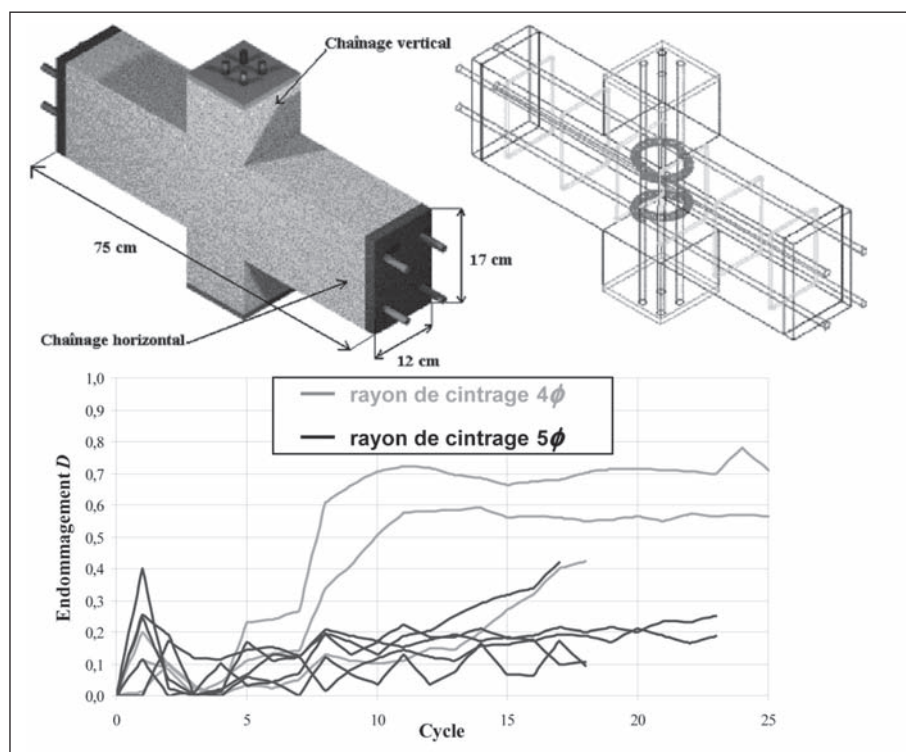 Chaînage vertical
75 cm
17 cm
Chaînage horizontal
12 cm
rayon de cintrage 4ϕ
rayon de cintrage 5ϕ
Endommagement D
1,0
0,9
0,8
0,7
0,6
0,5
0,4
0,3
0,2
0,1
0,0
0 5 10 15 20 25
Cycle